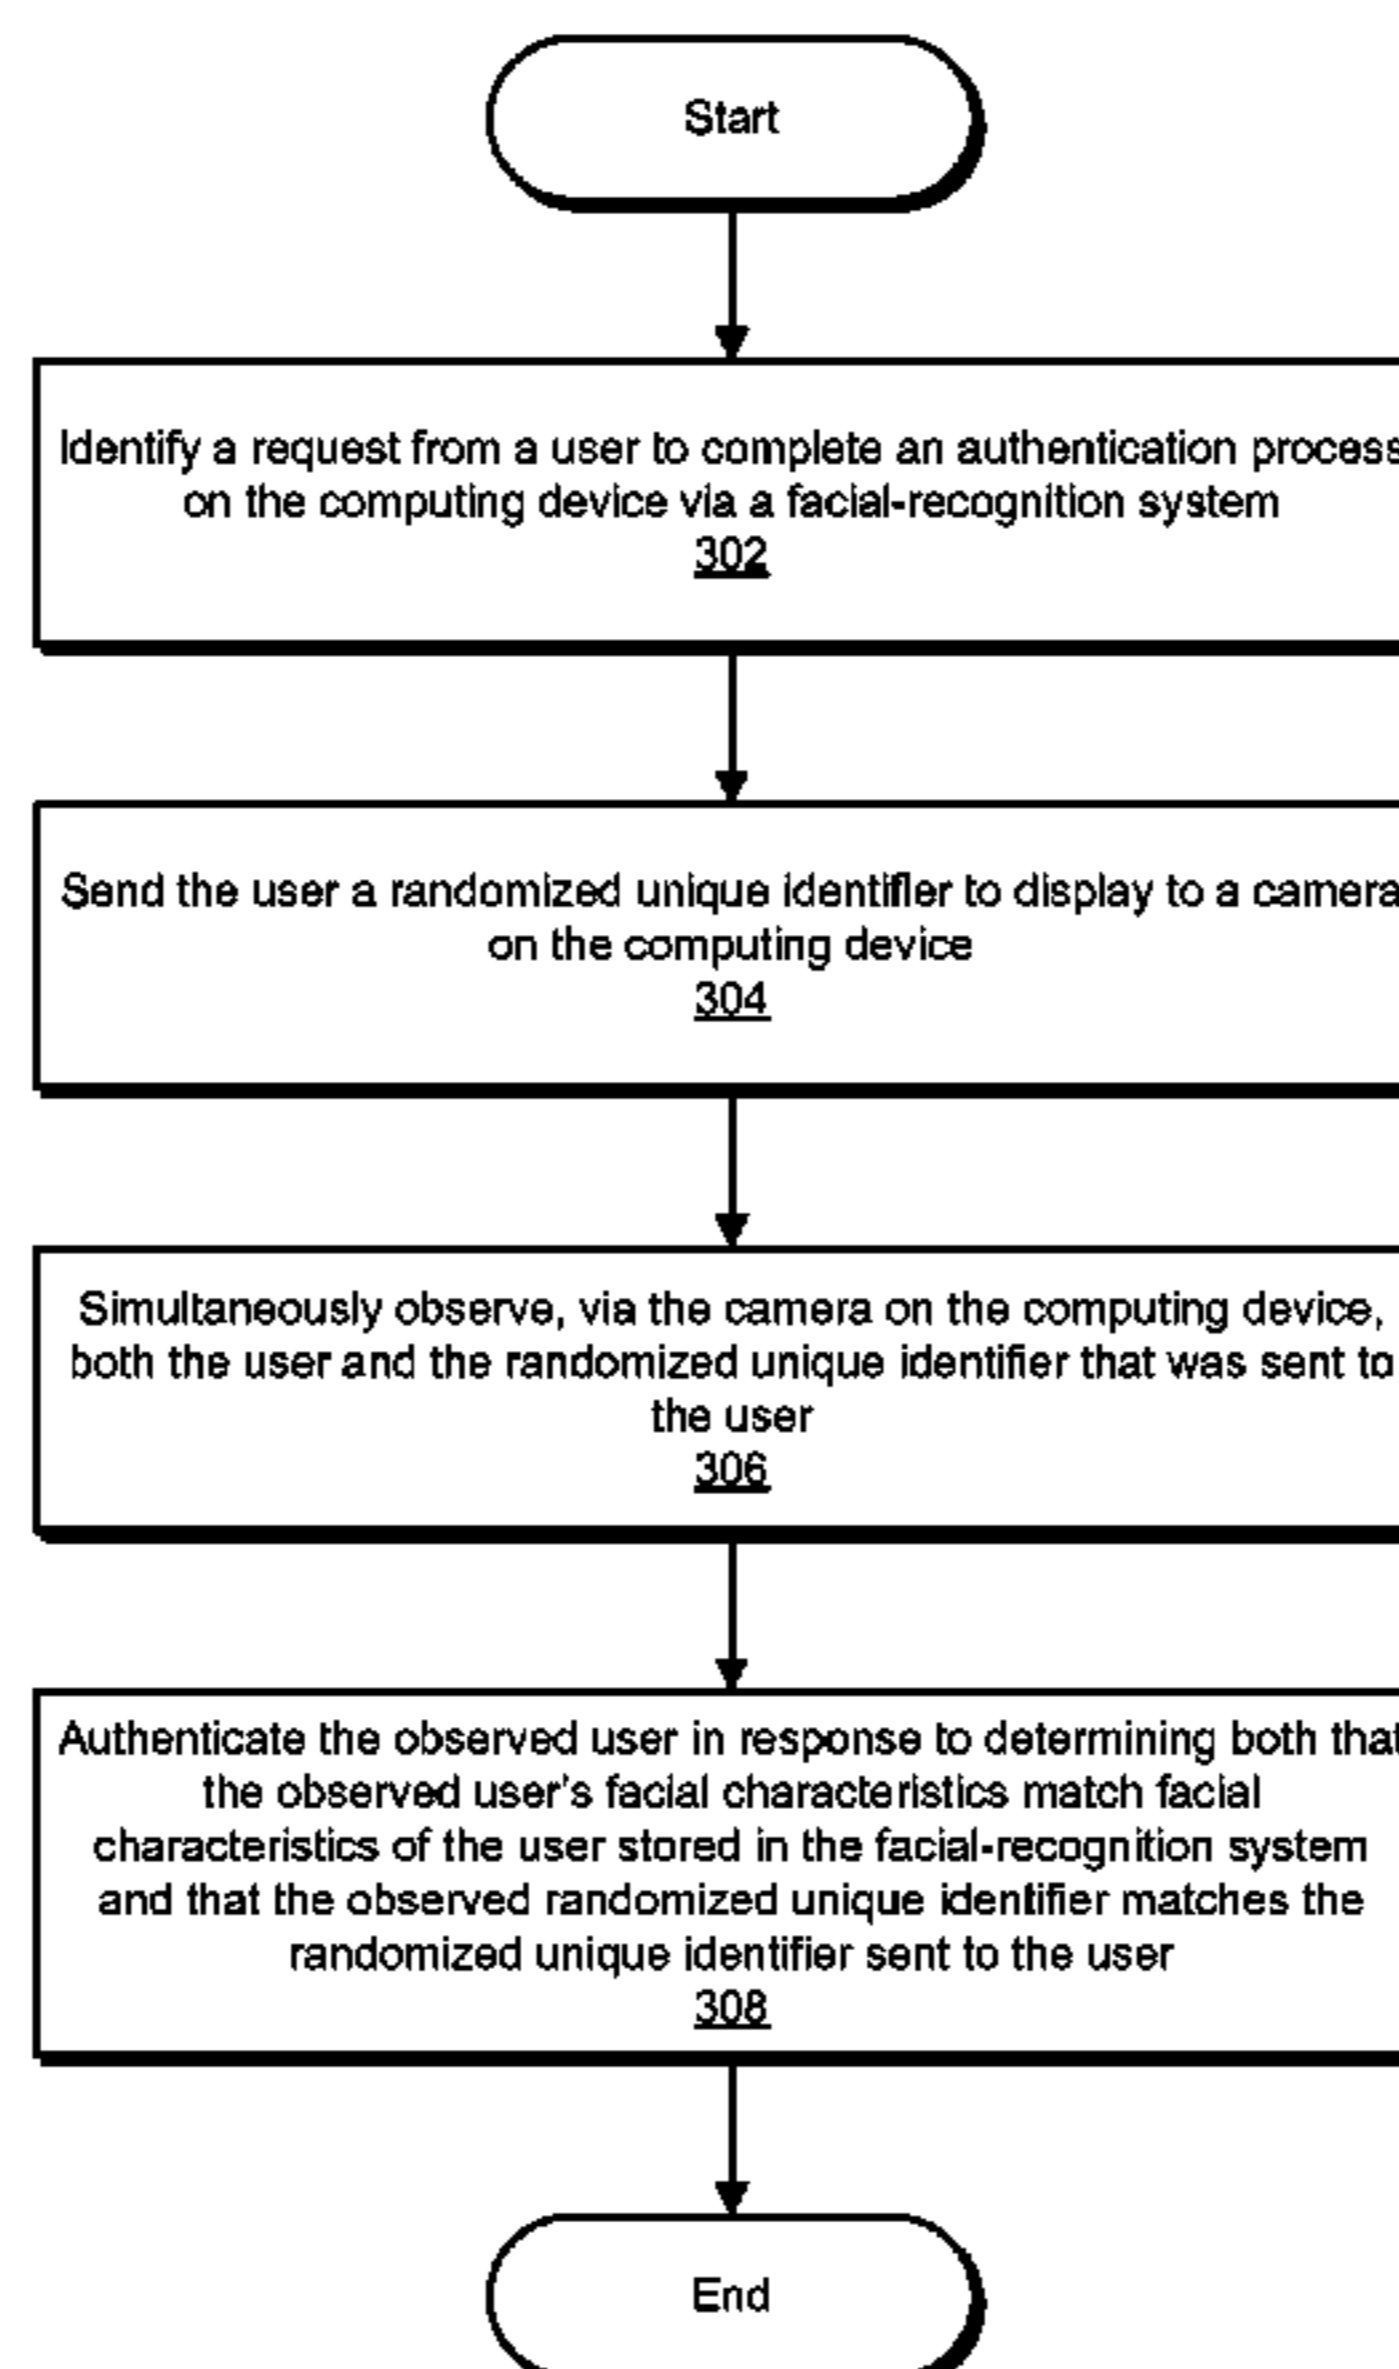 Start
Identify a request from a user to complete an authentication process
on the computing device via a facial-recognition system
302
Send the user a randomized unique identifier to display to a camera
on the computing device
304
Simultaneously observe, via the camera on the computing device,
both the user and the randomized unique identifier that was sent to
the user
306
Authenticate the observed user in response to determining both that
the observed user's facial characteristics match facial
characteristics of the user stored in the facial-recognition system
and that the observed randomized unique identifier matches the
randomized unique identifier sent to the user
308
End